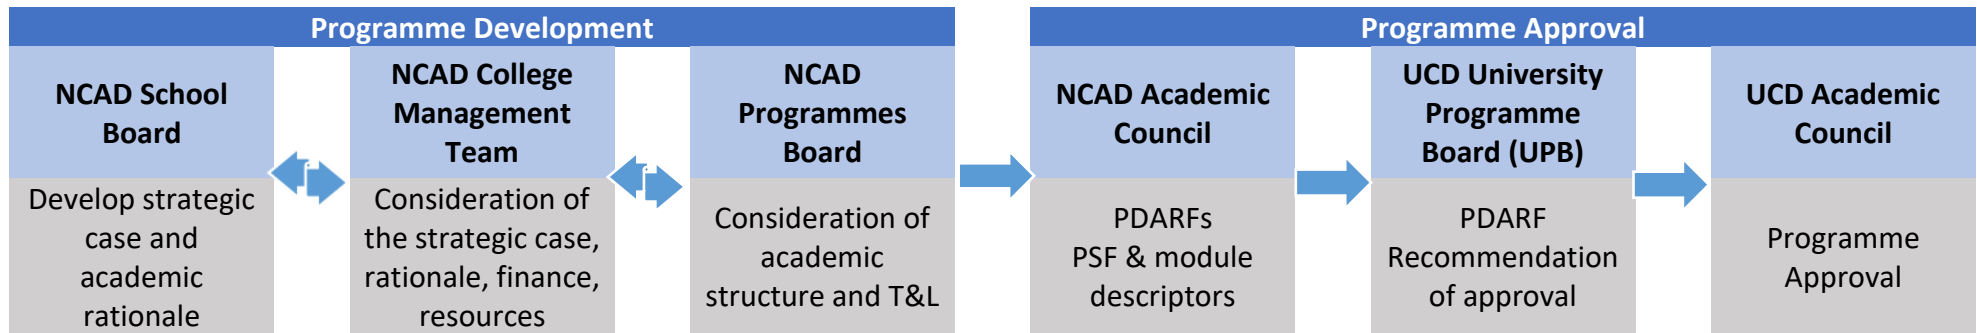 Programme Development
NCAD School
Board
Develop strategic
case and
academic
rationale
NCAD College
Management
Team
Consideration of
the strategic case,
rationale, finance,
resources
NCAD
Programmes
Board
Consideration of
academic
structure and T&L
Programme Approval
NCAD Academic
Council
PDARFs
PSF & module
descriptors
UCD University
Programme
Board (UPB)
PDARF
Recommendation
of approval
UCD Academic
Council
Programme
Approval